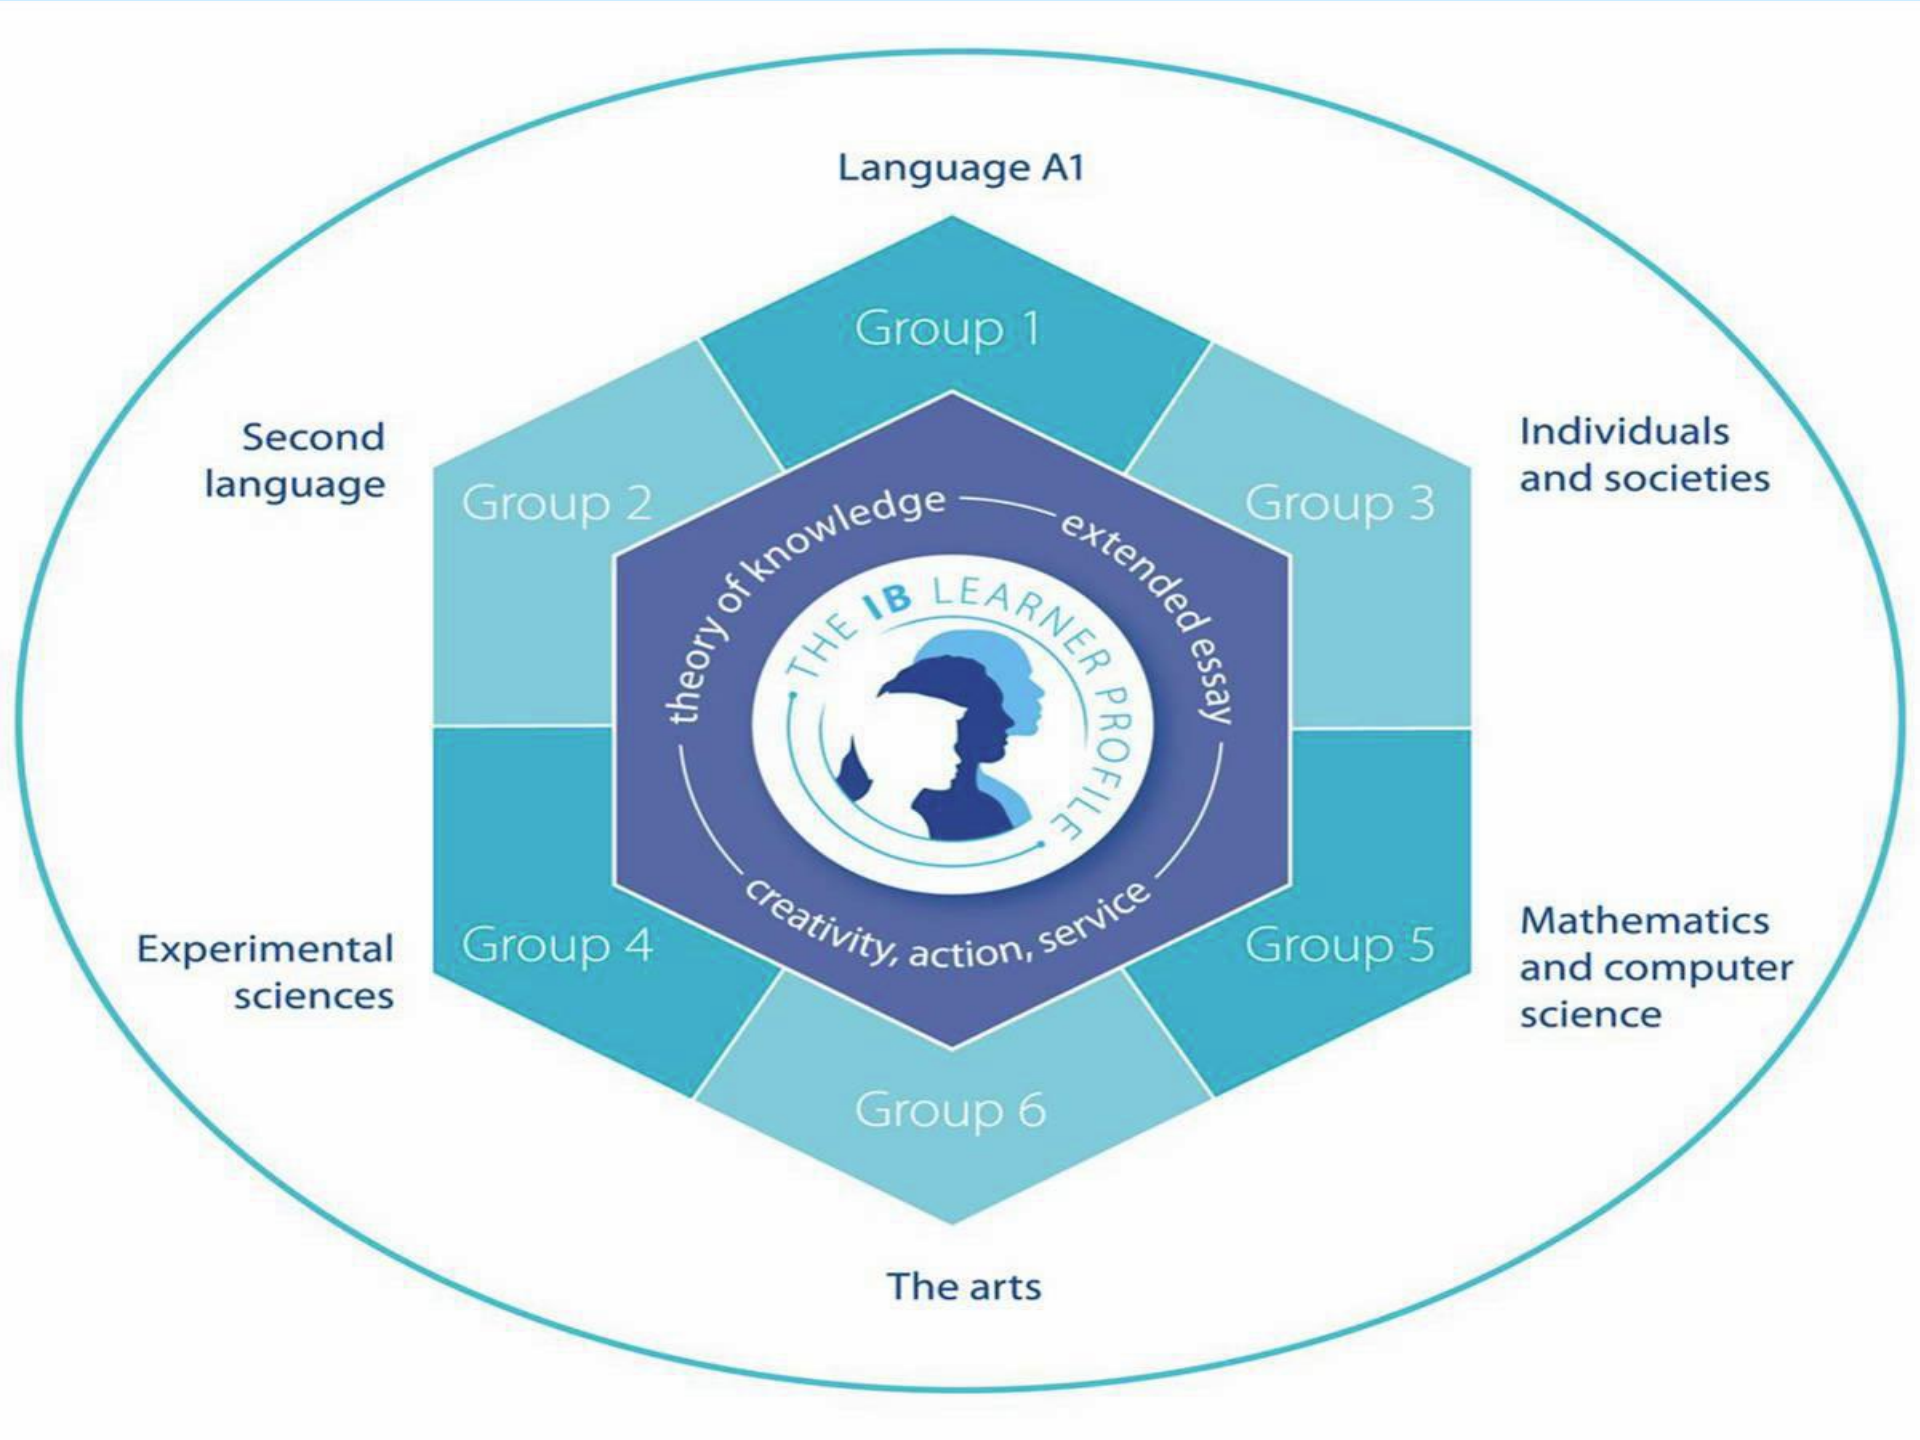 Language A1
Group 1
Second
language
Group 2
Individuals
and societies
Group 3
theory of knowledge
extended essay
THE IB LEARNER PROFILE
creativity, action, service
Experimental
sciences
Group 4
Group 5
Mathematics
and computer
science
Group 6
The arts